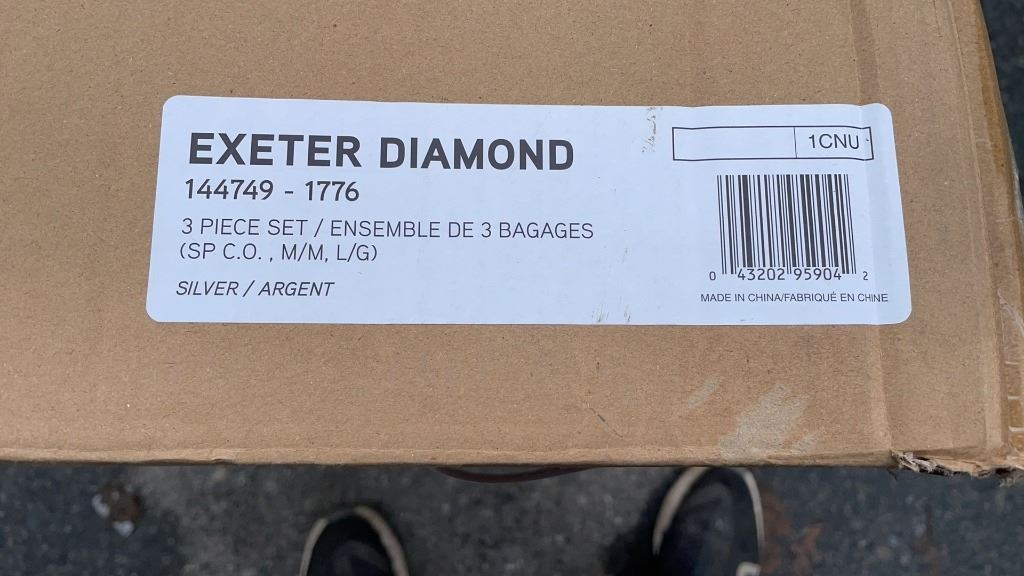 EXETER DIAMOND
144749 - 1776
3 PIECE SET / ENSEMBLE DE 3 BAGAGES
(SP C.O. , M/M, L/G)
SILVER / ARGENT
1CNU
0 43202 95904 2
MADE IN CHINA/FABRIQUÉ EN CHINE